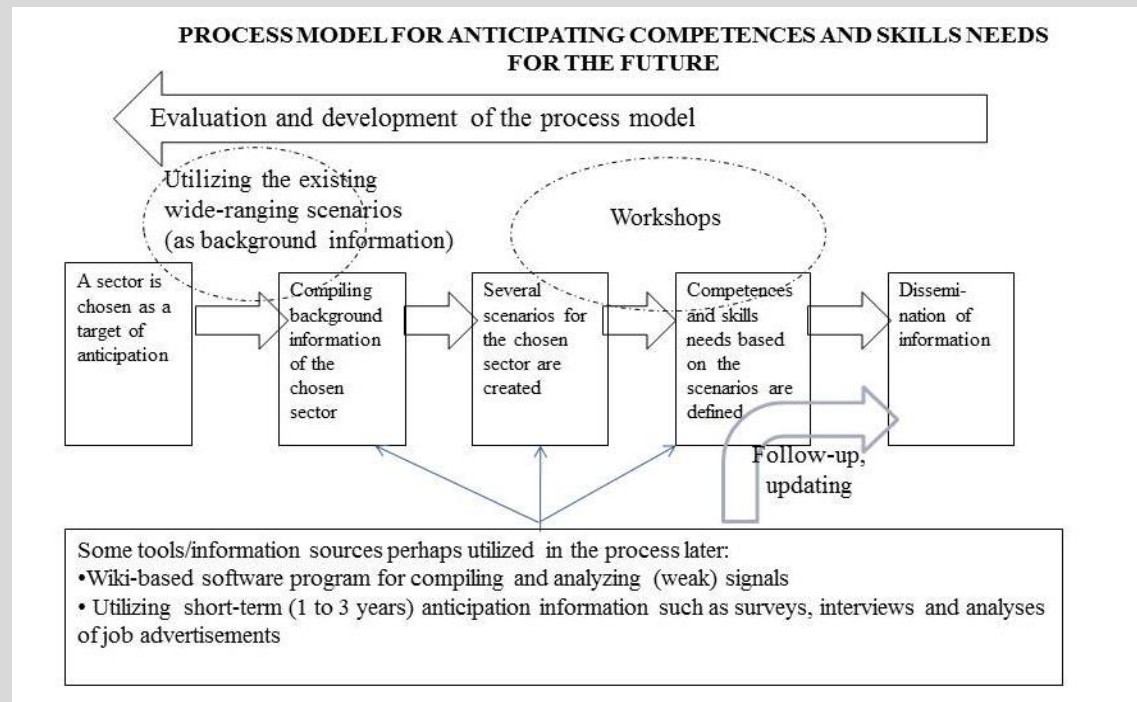 PROCESS MODEL FOR ANTICIPATING COMPETENCES AND SKILLS NEEDS
FOR THE FUTURE
Evaluation and development of the process model
Utilizing the existing
wide-ranging scenarios
(as background information)
Workshops
A sector is
chosen as a
target of
anticipation
Compiling
background
information
of the
chosen
sector
Several
scenarios for
the chosen
sector are
created
Competences
and skills
needs based
on the
scenarios are
defined
Dissemi-
nation of
information
Follow-up,
updating
Some tools/information sources perhaps utilized in the process later:
•Wiki-based software program for compiling and analyzing (weak) signals
• Utilizing short-term (1 to 3 years) anticipation information such as surveys, interviews and analyses
of job advertisements